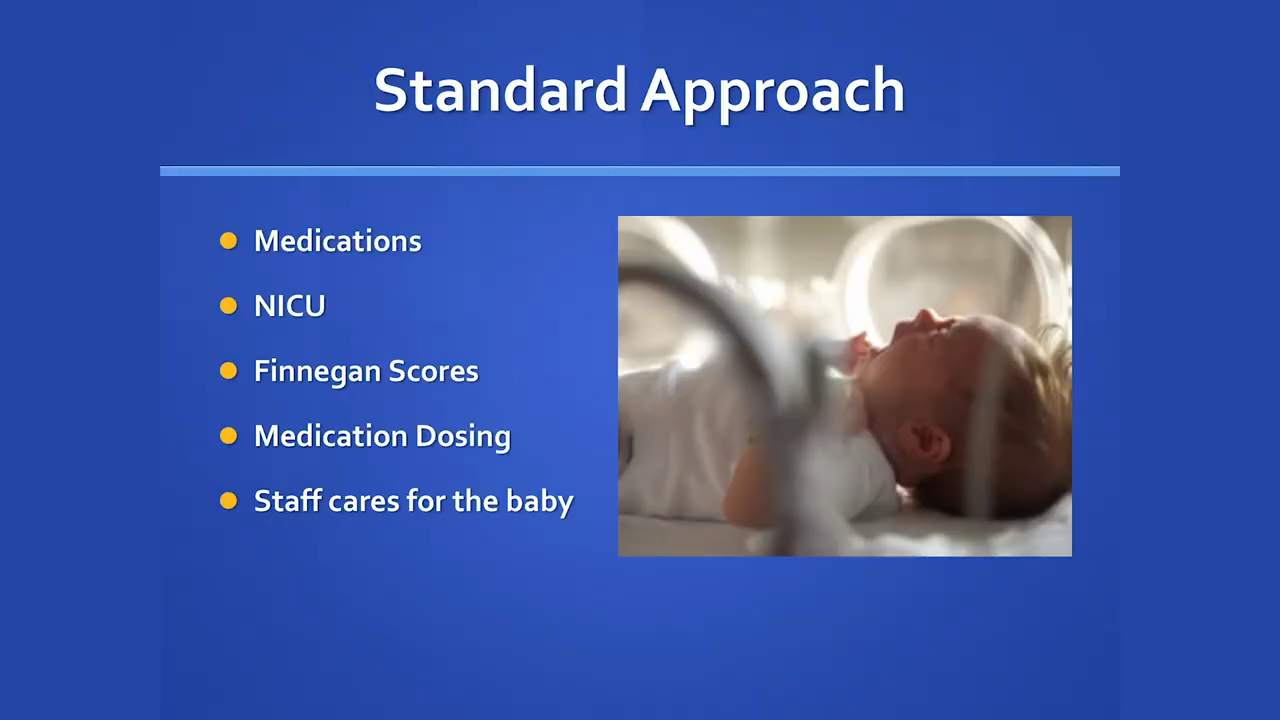 Standard Approach
Medications
NICU
Finnegan Scores
Medication Dosing
Staff cares for the baby